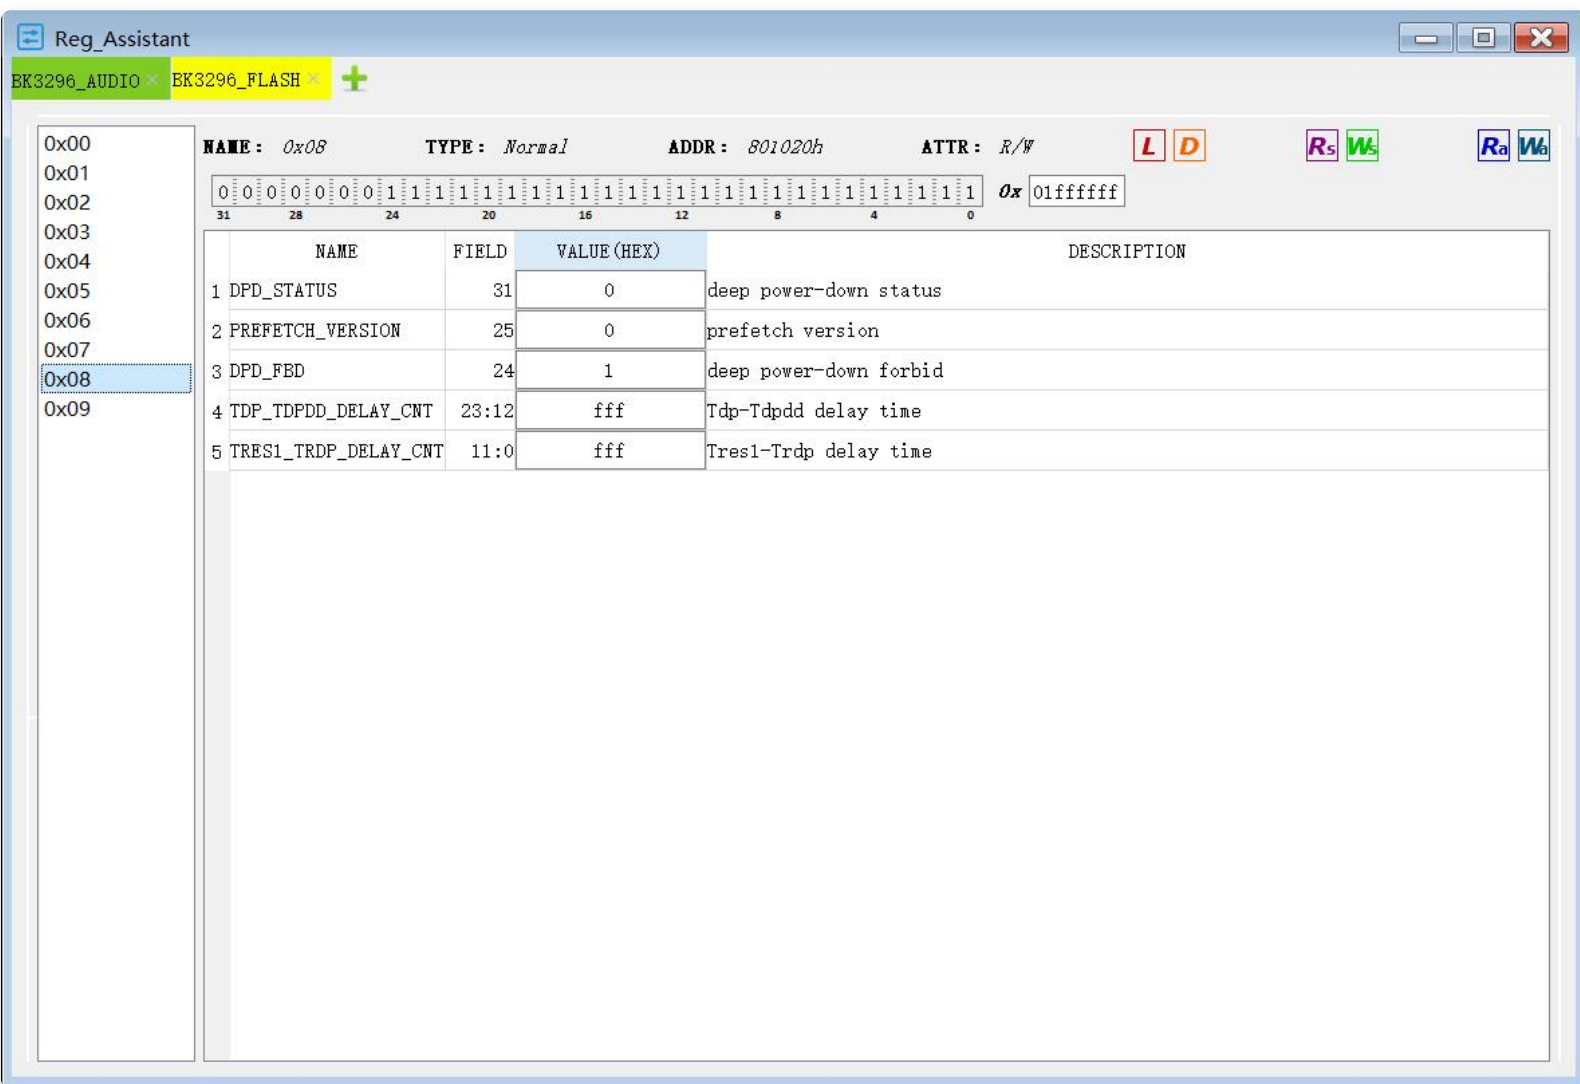 Reg_Assistant
BK3296_AUDIO × BK3296_FLASH ×
0x00
0x01
0x02
0x03
0x04
0x05
0x06
0x07
0x08
0x09
NAME: 0x08 TYPE: Normal ADDR: 801020h ATTR: R/W L D Rs Ws Ra Wa
0 0 0 0 0 0 0 1 1 1 1 1 1 1 1 1 1 1 1 1 1 1 1 1 1 1 1 1 1 1 1 1 0x 01ffffff
31 28 24 20 16 12 8 4 0
NAME FIELD VALUE(HEX) DESCRIPTION
1 DPD_STATUS 31 0 deep power-down status
2 PREFETCH_VERSION 25 0 prefetch version
3 DPD_FBD 24 1 deep power-down forbid
4 TDP_TDPDD_DELAY_CNT 23:12 fff Tdp-Tdpdd delay time
5 TRES1_TRDP_DELAY_CNT 11:0 fff Tres1-Trdp delay time